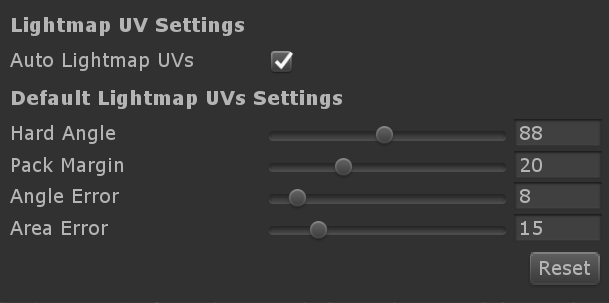 Lightmap UV Settings
Auto Lightmap UVs
Default Lightmap UVs Settings
Hard Angle 88
Pack Margin 20
Angle Error 8
Area Error 15
Reset